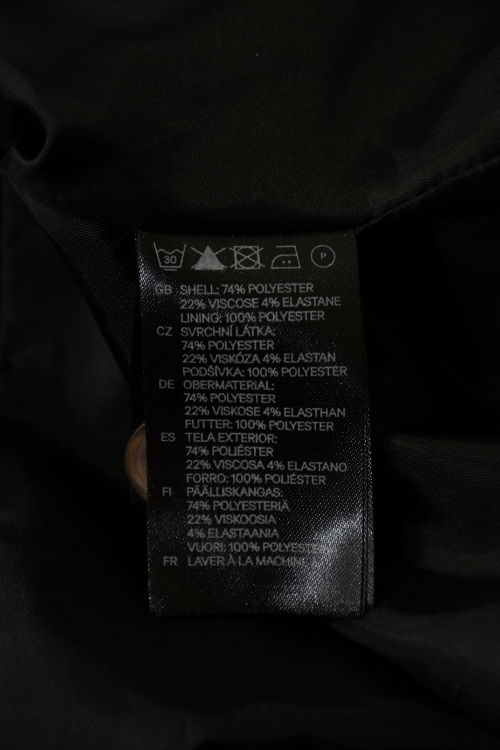 30 P
GB SHELL: 74% POLYESTER
22% VISCOSE 4% ELASTANE
LINING: 100% POLYESTER
CZ SVRCHNÍ LÁTKA:
74% POLYESTER
22% VISKÓZA 4% ELASTAN
PODŠÍVKA: 100% POLYESTER
DE OBERMATERIAL:
74% POLYESTER
22% VISKOSE 4% ELASTHAN
FUTTER: 100% POLYESTER
ES TELA EXTERIOR:
74% POLIÉSTER
22% VISCOSA 4% ELASTANO
FORRO: 100% POLIÉSTER
FI PÄÄLLISKANGAS:
74% POLYESTERIÄ
22% VISKOOSIA
4% ELASTAANIA
VUORI: 100% POLYESTERI
FR LAVER À LA MACHINE